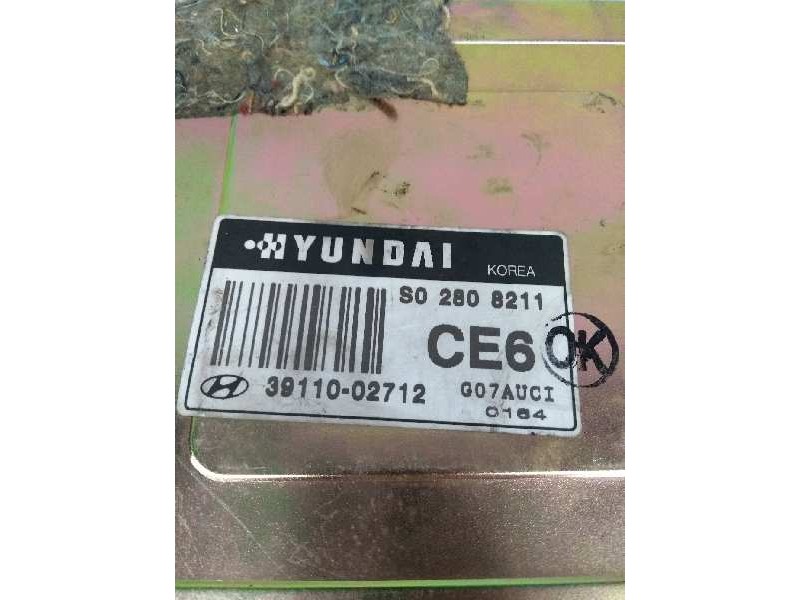 HYUNDAI
KOREA
S0 280 8211
CE6
OK
39110-02712
G07AUCI
0164